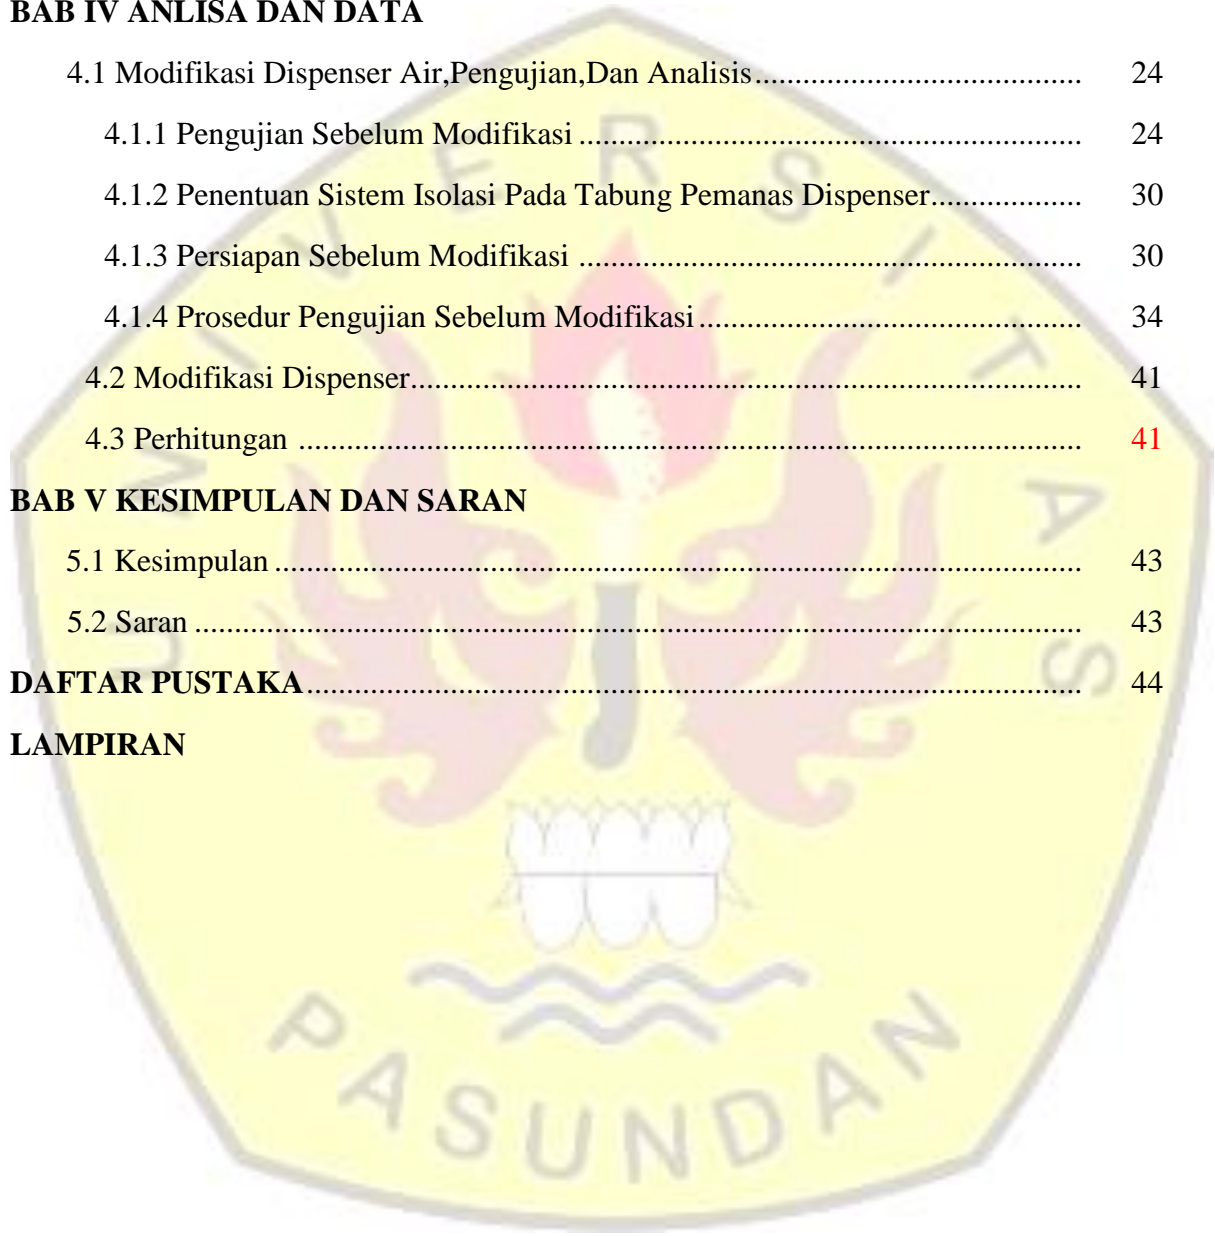 BAB IV ANLISA DAN DATA
4.1 Modifikasi Dispenser Air,Pengujian,Dan Analisis ........................................ 24
4.1.1 Pengujian Sebelum Modifikasi ............................................................... 24
4.1.2 Penentuan Sistem Isolasi Pada Tabung Pemanas Dispenser................... 30
4.1.3 Persiapan Sebelum Modifikasi ............................................................... 30
4.1.4 Prosedur Pengujian Sebelum Modifikasi ................................................ 34
4.2 Modifikasi Dispenser.................................................................................... 41
4.3 Perhitungan .................................................................................................. 41
BAB V KESIMPULAN DAN SARAN
5.1 Kesimpulan ..................................................................................................... 43
5.2 Saran ............................................................................................................... 43
DAFTAR PUSTAKA................................................................................................. 44
LAMPIRAN
UNIVERSITAS
PASUNDAN